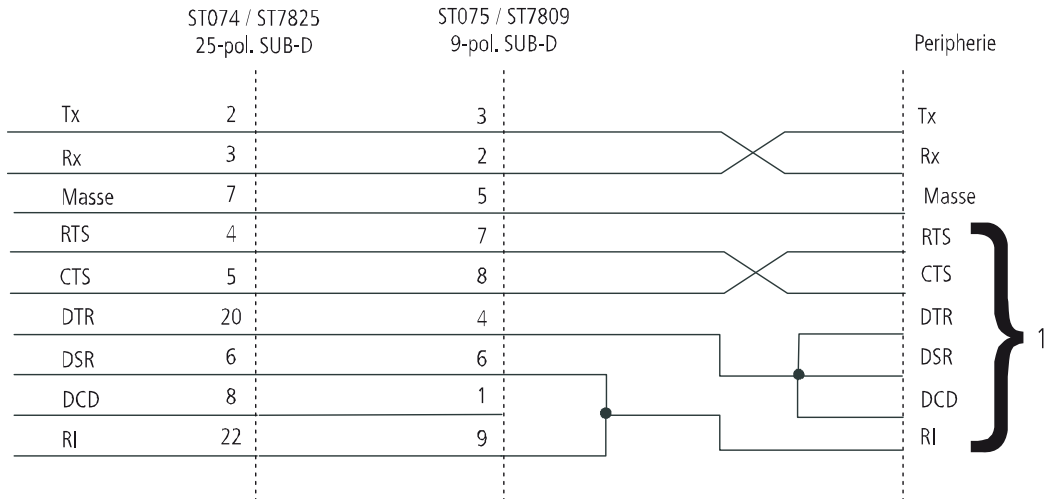 ST074 / ST7825 ST075 / ST7809
25-pol. SUB-D 9-pol. SUB-D Peripherie
Tx 2 3 Tx
Rx 3 2 Rx
Masse 7 5 Masse
RTS 4 7 RTS
CTS 5 8 CTS
DTR 20 4 DTR
DSR 6 6 DSR 1
DCD 8 1 DCD
RI 22 9 RI